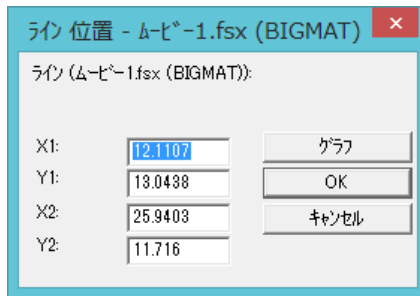 ライン 位置 - ムービー1.fsx (BIGMAT)
×
ライン (ムービー1.fsx (BIGMAT)):
X1: 12.1107 グラフ
Y1: 13.0438 OK
X2: 25.9403 キャンセル
Y2: 11.716